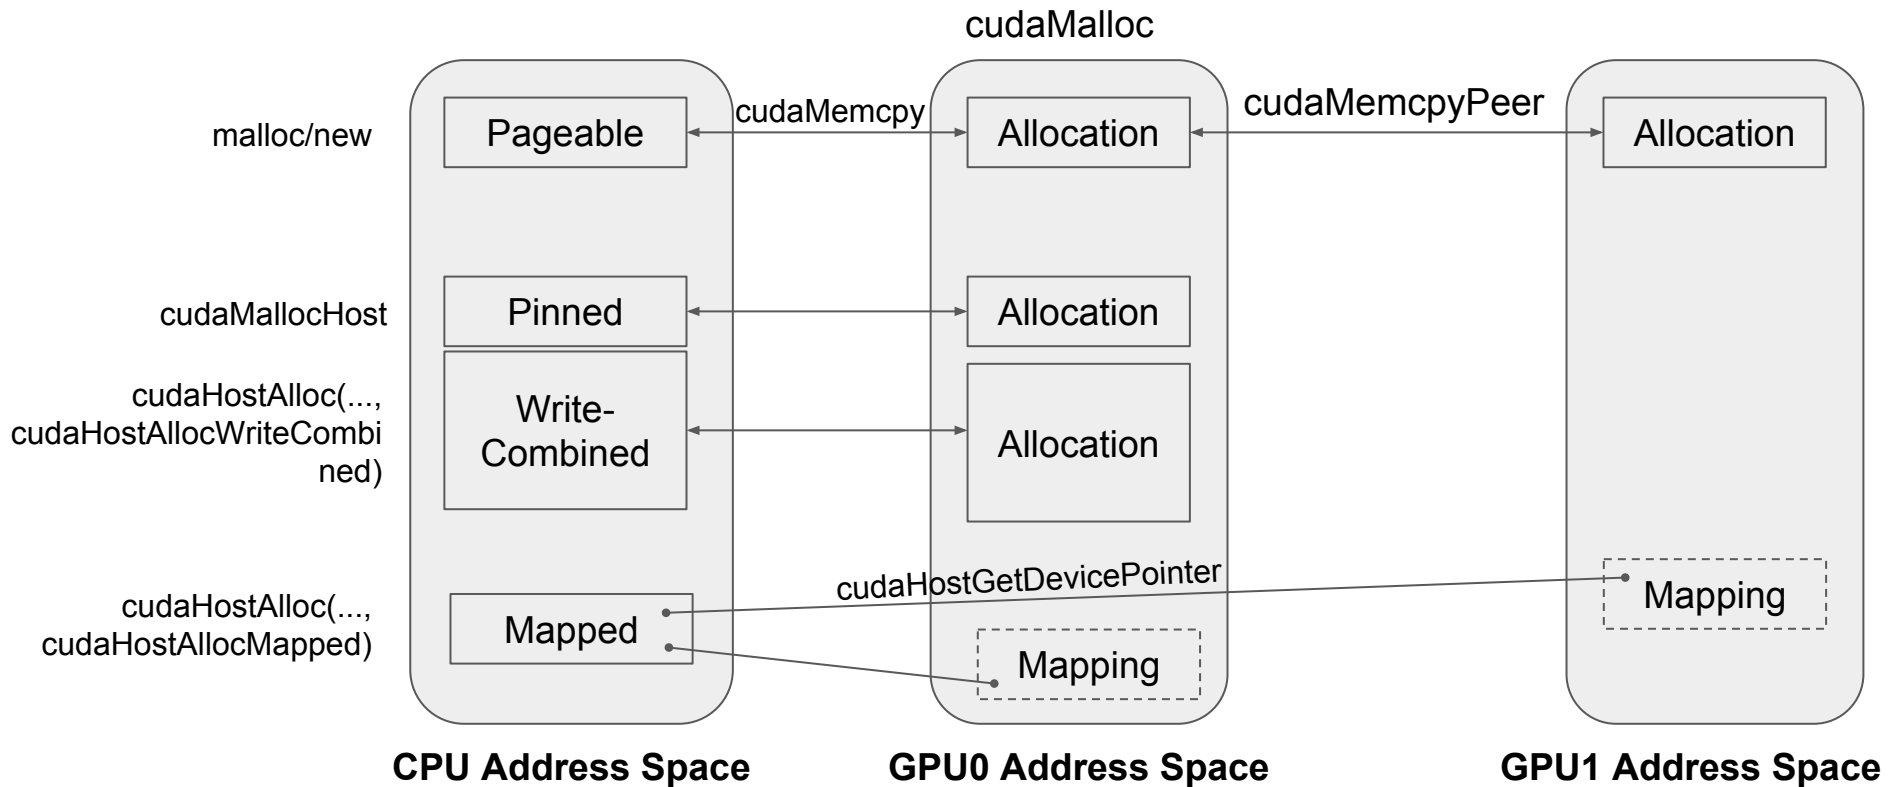 cudaMalloc
malloc/new
Pageable
cudaMemcpy
Allocation
cudaMemcpyPeer
Allocation
cudaMallocHost
Pinned
Allocation
cudaHostAlloc(...,
cudaHostAllocWriteCombi
ned)
Write-
Combined
Allocation
cudaHostAlloc(...,
cudaHostAllocMapped)
Mapped
cudaHostGetDevicePointer
Mapping
Mapping
CPU Address Space
GPU0 Address Space
GPU1 Address Space